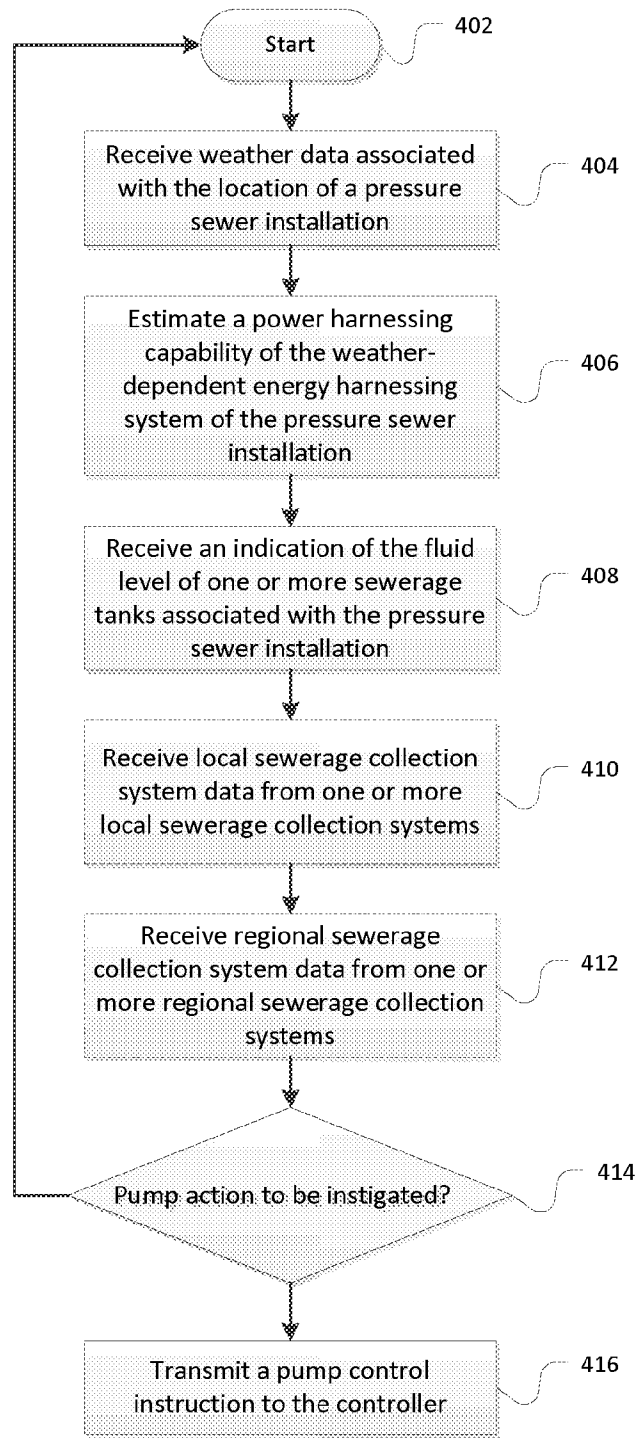 Start
402
Receive weather data associated
with the location of a pressure
sewer installation
404
Estimate a power harnessing
capability of the weather-
dependent energy harnessing
system of the pressure sewer
installation
406
Receive an indication of the fluid
level of one or more sewerage
tanks associated with the pressure
sewer installation
408
Receive local sewerage collection
system data from one or more
local sewerage collection systems
410
Receive regional sewerage
collection system data from one or
more regional sewerage collection
systems
412
Pump action to be instigated?
414
Transmit a pump control
instruction to the controller
416